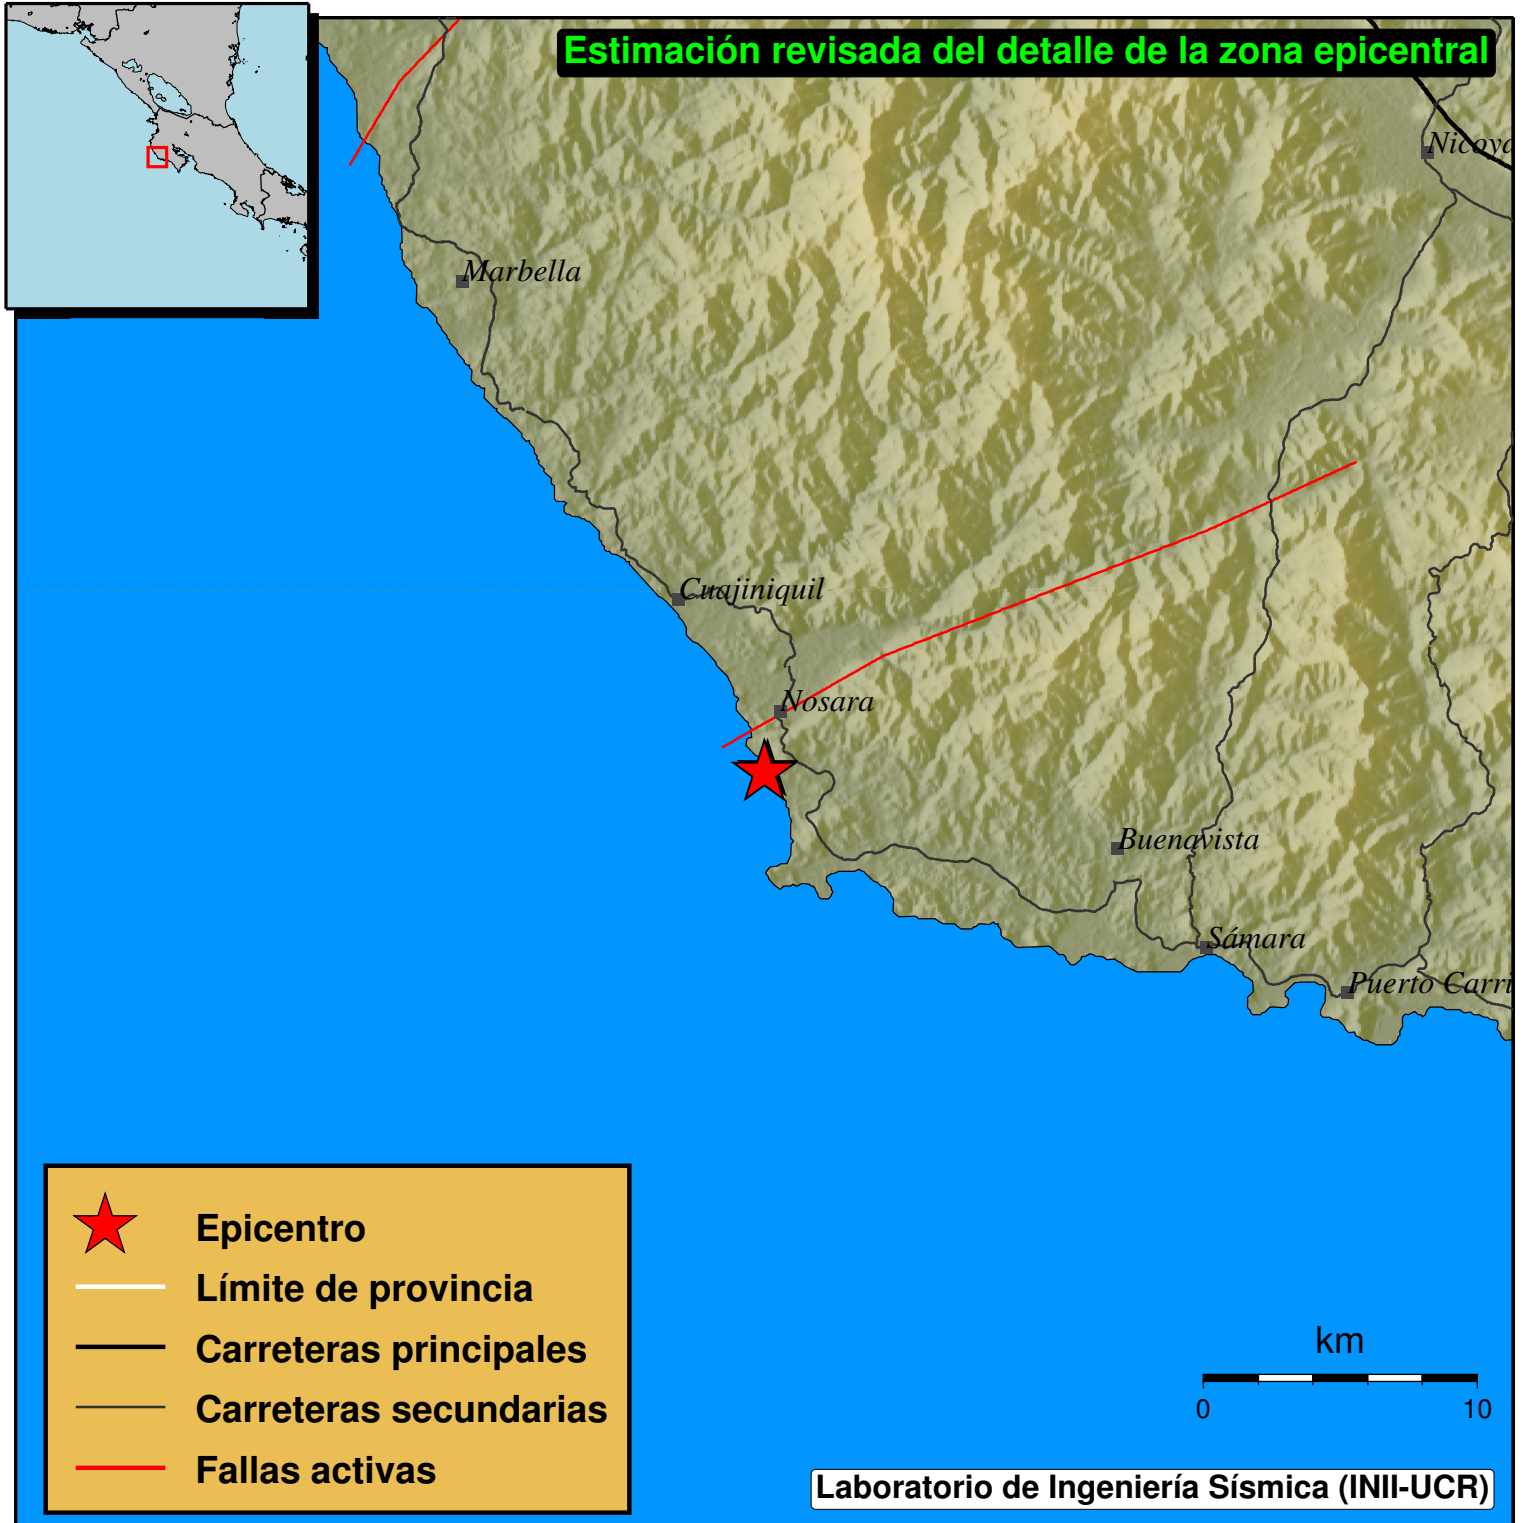 Estimación revisada del detalle de la zona epicentral
Nicoya
Marbella
Cuajiniquil
Nosara
Buenavista
Sámara
Puerto Carri
Epicentro
Límite de provincia
Carreteras principales
Carreteras secundarias
Fallas activas
km
0 10
Laboratorio de Ingeniería Sísmica (INII-UCR)